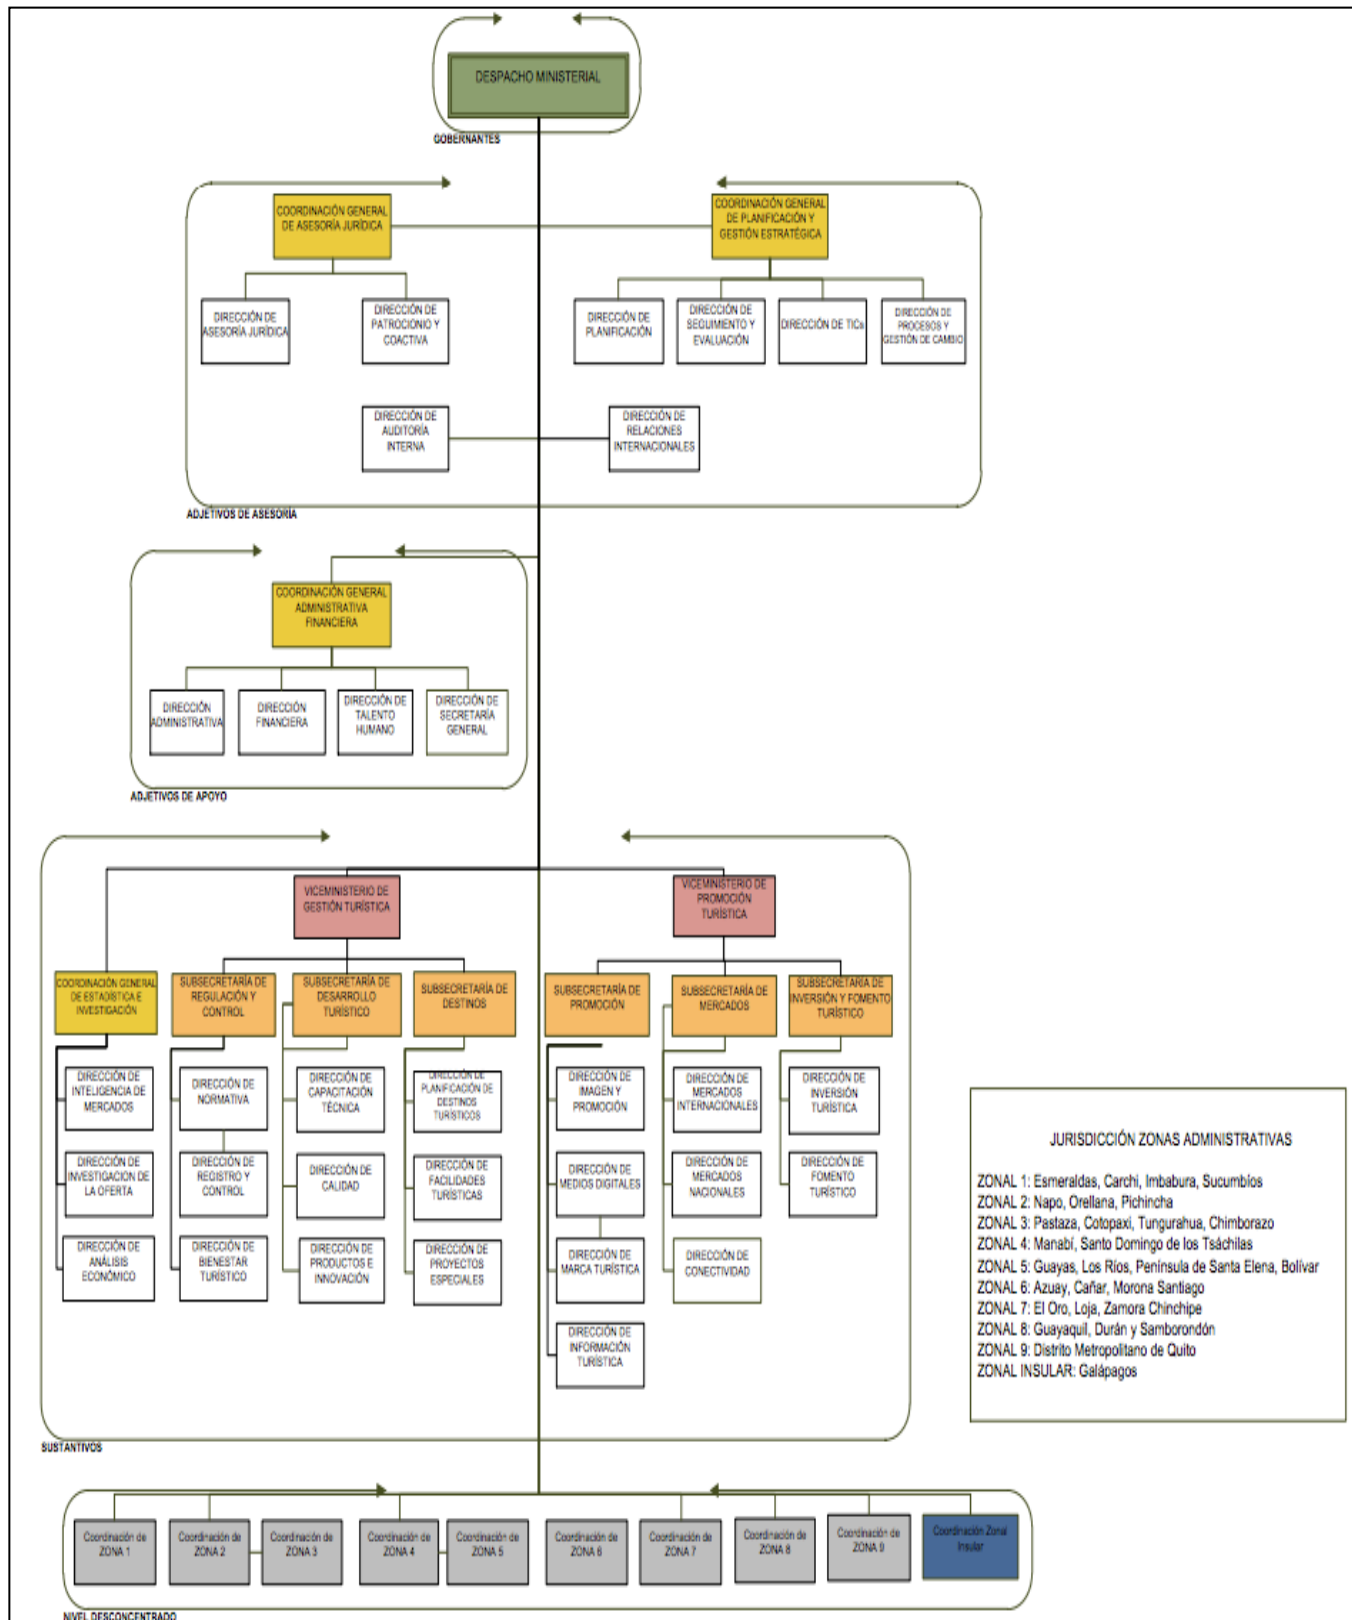 DESPACHO MINISTERIAL
GOBERNANTES
COORDINACIÓN GENERAL
DE ASESORÍA JURÍDICA
COORDINACIÓN GENERAL
DE PLANIFICACIÓN Y
GESTIÓN ESTRATÉGICA
DIRECCIÓN DE
ASESORÍA JURÍDICA
DIRECCIÓN DE
PATROCIONIO Y
COACTIVA
DIRECCIÓN DE
PLANIFICACIÓN
DIRECCIÓN DE
SEGUIMIENTO Y
EVALUACIÓN
DIRECCIÓN DE TICs
DIRECCIÓN DE
PROCESOS Y
GESTIÓN DE CAMBIO
DIRECCIÓN DE
AUDITORÍA
INTERNA
DIRECCIÓN DE
RELACIONES
INTERNACIONALES
ADJETIVOS DE ASESORÍA
COORDINACIÓN GENERAL
ADMINISTRATIVA
FINANCIERA
DIRECCIÓN
ADMINISTRATIVA
DIRECCIÓN
FINANCIERA
DIRECCIÓN DE
TALENTO
HUMANO
DIRECCIÓN DE
SECRETARÍA
GENERAL
ADJETIVOS DE APOYO
VICEMINISTERIO DE
GESTIÓN TURÍSTICA
VICEMINISTERIO DE
PROMOCIÓN
TURÍSTICA
COORDINACIÓN GENERAL
DE ESTADÍSTICA E
INVESTIGACIÓN
SUBSECRETARÍA DE
REGULACIÓN Y
CONTROL
SUBSECRETARÍA DE
DESARROLLO
TURÍSTICO
SUBSECRETARÍA DE
DESTINOS
SUBSECRETARÍA DE
PROMOCIÓN
SUBSECRETARÍA DE
MERCADOS
SUBSECRETARÍA DE
INVERSIÓN Y FOMENTO
TURÍSTICO
DIRECCIÓN DE
INTELIGENCIA DE
MERCADOS
DIRECCIÓN DE
NORMATIVA
DIRECCIÓN DE
CAPACITACIÓN
TÉCNICA
DIRECCIÓN DE
PLANIFICACIÓN DE
DESTINOS
TURÍSTICOS
DIRECCIÓN DE
IMAGEN Y
PROMOCIÓN
DIRECCIÓN DE
MERCADOS
INTERNACIONALES
DIRECCIÓN DE
INVERSIÓN
TURÍSTICA
DIRECCIÓN DE
INVESTIGACION DE
LA OFERTA
DIRECCIÓN DE
REGISTRO Y
CONTROL
DIRECCIÓN DE
CALIDAD
DIRECCIÓN DE
FACILIDADES
TURÍSTICAS
DIRECCIÓN DE
MEDIOS DIGITALES
DIRECCIÓN DE
MERCADOS
NACIONALES
DIRECCIÓN DE
FOMENTO
TURÍSTICO
DIRECCIÓN DE
ANÁLISIS
ECONÓMICO
DIRECCIÓN DE
BIENESTAR
TURÍSTICO
DIRECCIÓN DE
PRODUCTOS E
INNOVACIÓN
DIRECCIÓN DE
PROYECTOS
ESPECIALES
DIRECCIÓN DE
MARCA TURÍSTICA
DIRECCIÓN DE
CONECTIVIDAD
DIRECCIÓN DE
INFORMACIÓN
TURÍSTICA
SUSTANTIVOS
JURISDICCIÓN ZONAS ADMINISTRATIVAS
ZONAL 1: Esmeraldas, Carchi, Imbabura, Sucumbíos
ZONAL 2: Napo, Orellana, Pichincha
ZONAL 3: Pastaza, Cotopaxi, Tungurahua, Chimborazo
ZONAL 4: Manabí, Santo Domingo de los Tsáchilas
ZONAL 5: Guayas, Los Ríos, Península de Santa Elena, Bolívar
ZONAL 6: Azuay, Cañar, Morona Santiago
ZONAL 7: El Oro, Loja, Zamora Chinchipe
ZONAL 8: Guayaquil, Durán y Samborondón
ZONAL 9: Distrito Metropolitano de Quito
ZONAL INSULAR: Galápagos
Coordinación de
ZONA 1
Coordinación de
ZONA 2
Coordinación de
ZONA 3
Coordinación de
ZONA 4
Coordinación de
ZONA 5
Coordinación de
ZONA 6
Coordinación de
ZONA 7
Coordinación de
ZONA 8
Coordinación de
ZONA 9
Coordinación Zonal
Insular
NIVEL DESCONCENTRADO